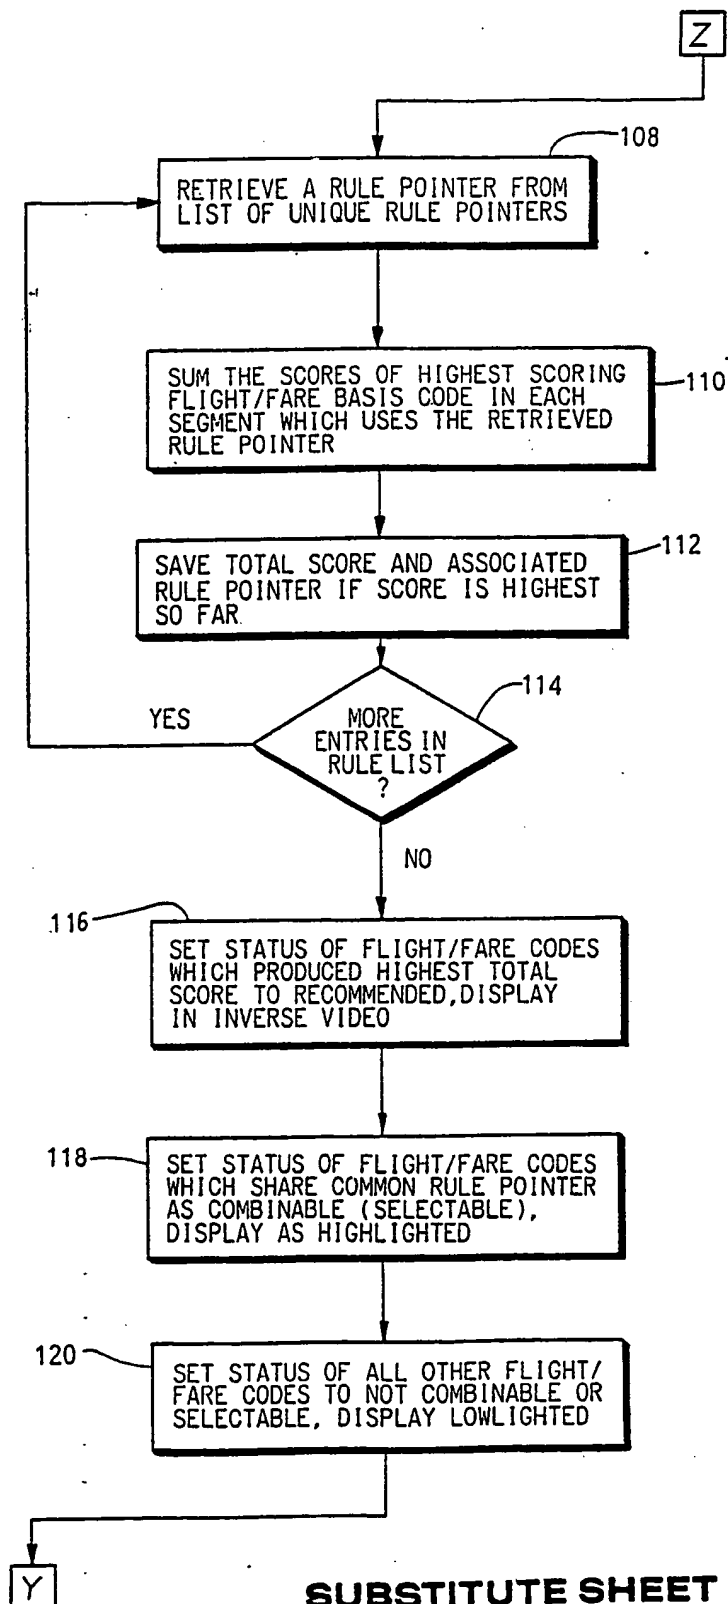 Z
108
RETRIEVE A RULE POINTER FROM
LIST OF UNIQUE RULE POINTERS
SUM THE SCORES OF HIGHEST SCORING
FLIGHT/FARE BASIS CODE IN EACH
SEGMENT WHICH USES THE RETRIEVED
RULE POINTER
110
SAVE TOTAL SCORE AND ASSOCIATED
RULE POINTER IF SCORE IS HIGHEST
SO FAR
112
114
YES
MORE
ENTRIES IN
RULE LIST
?
NO
116
SET STATUS OF FLIGHT/FARE CODES
WHICH PRODUCED HIGHEST TOTAL
SCORE TO RECOMMENDED, DISPLAY
IN INVERSE VIDEO
118
SET STATUS OF FLIGHT/FARE CODES
WHICH SHARE COMMON RULE POINTER
AS COMBINABLE (SELECTABLE),
DISPLAY AS HIGHLIGHTED
120
SET STATUS OF ALL OTHER FLIGHT/
FARE CODES TO NOT COMBINABLE OR
SELECTABLE, DISPLAY LOWLIGHTED
Y
SUBSTITUTE SHEET